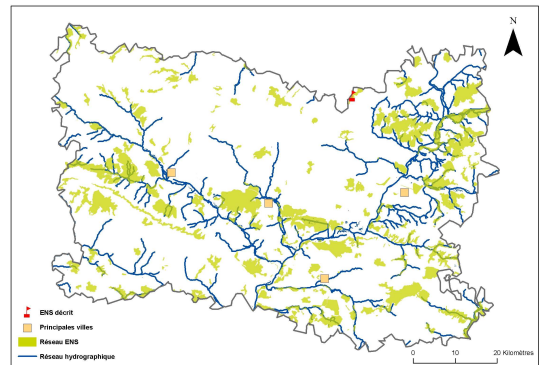 N
ENS décrit
Principales villes
Réseau ENS
Réseau hydrographique
0 10 20 Kilomètres